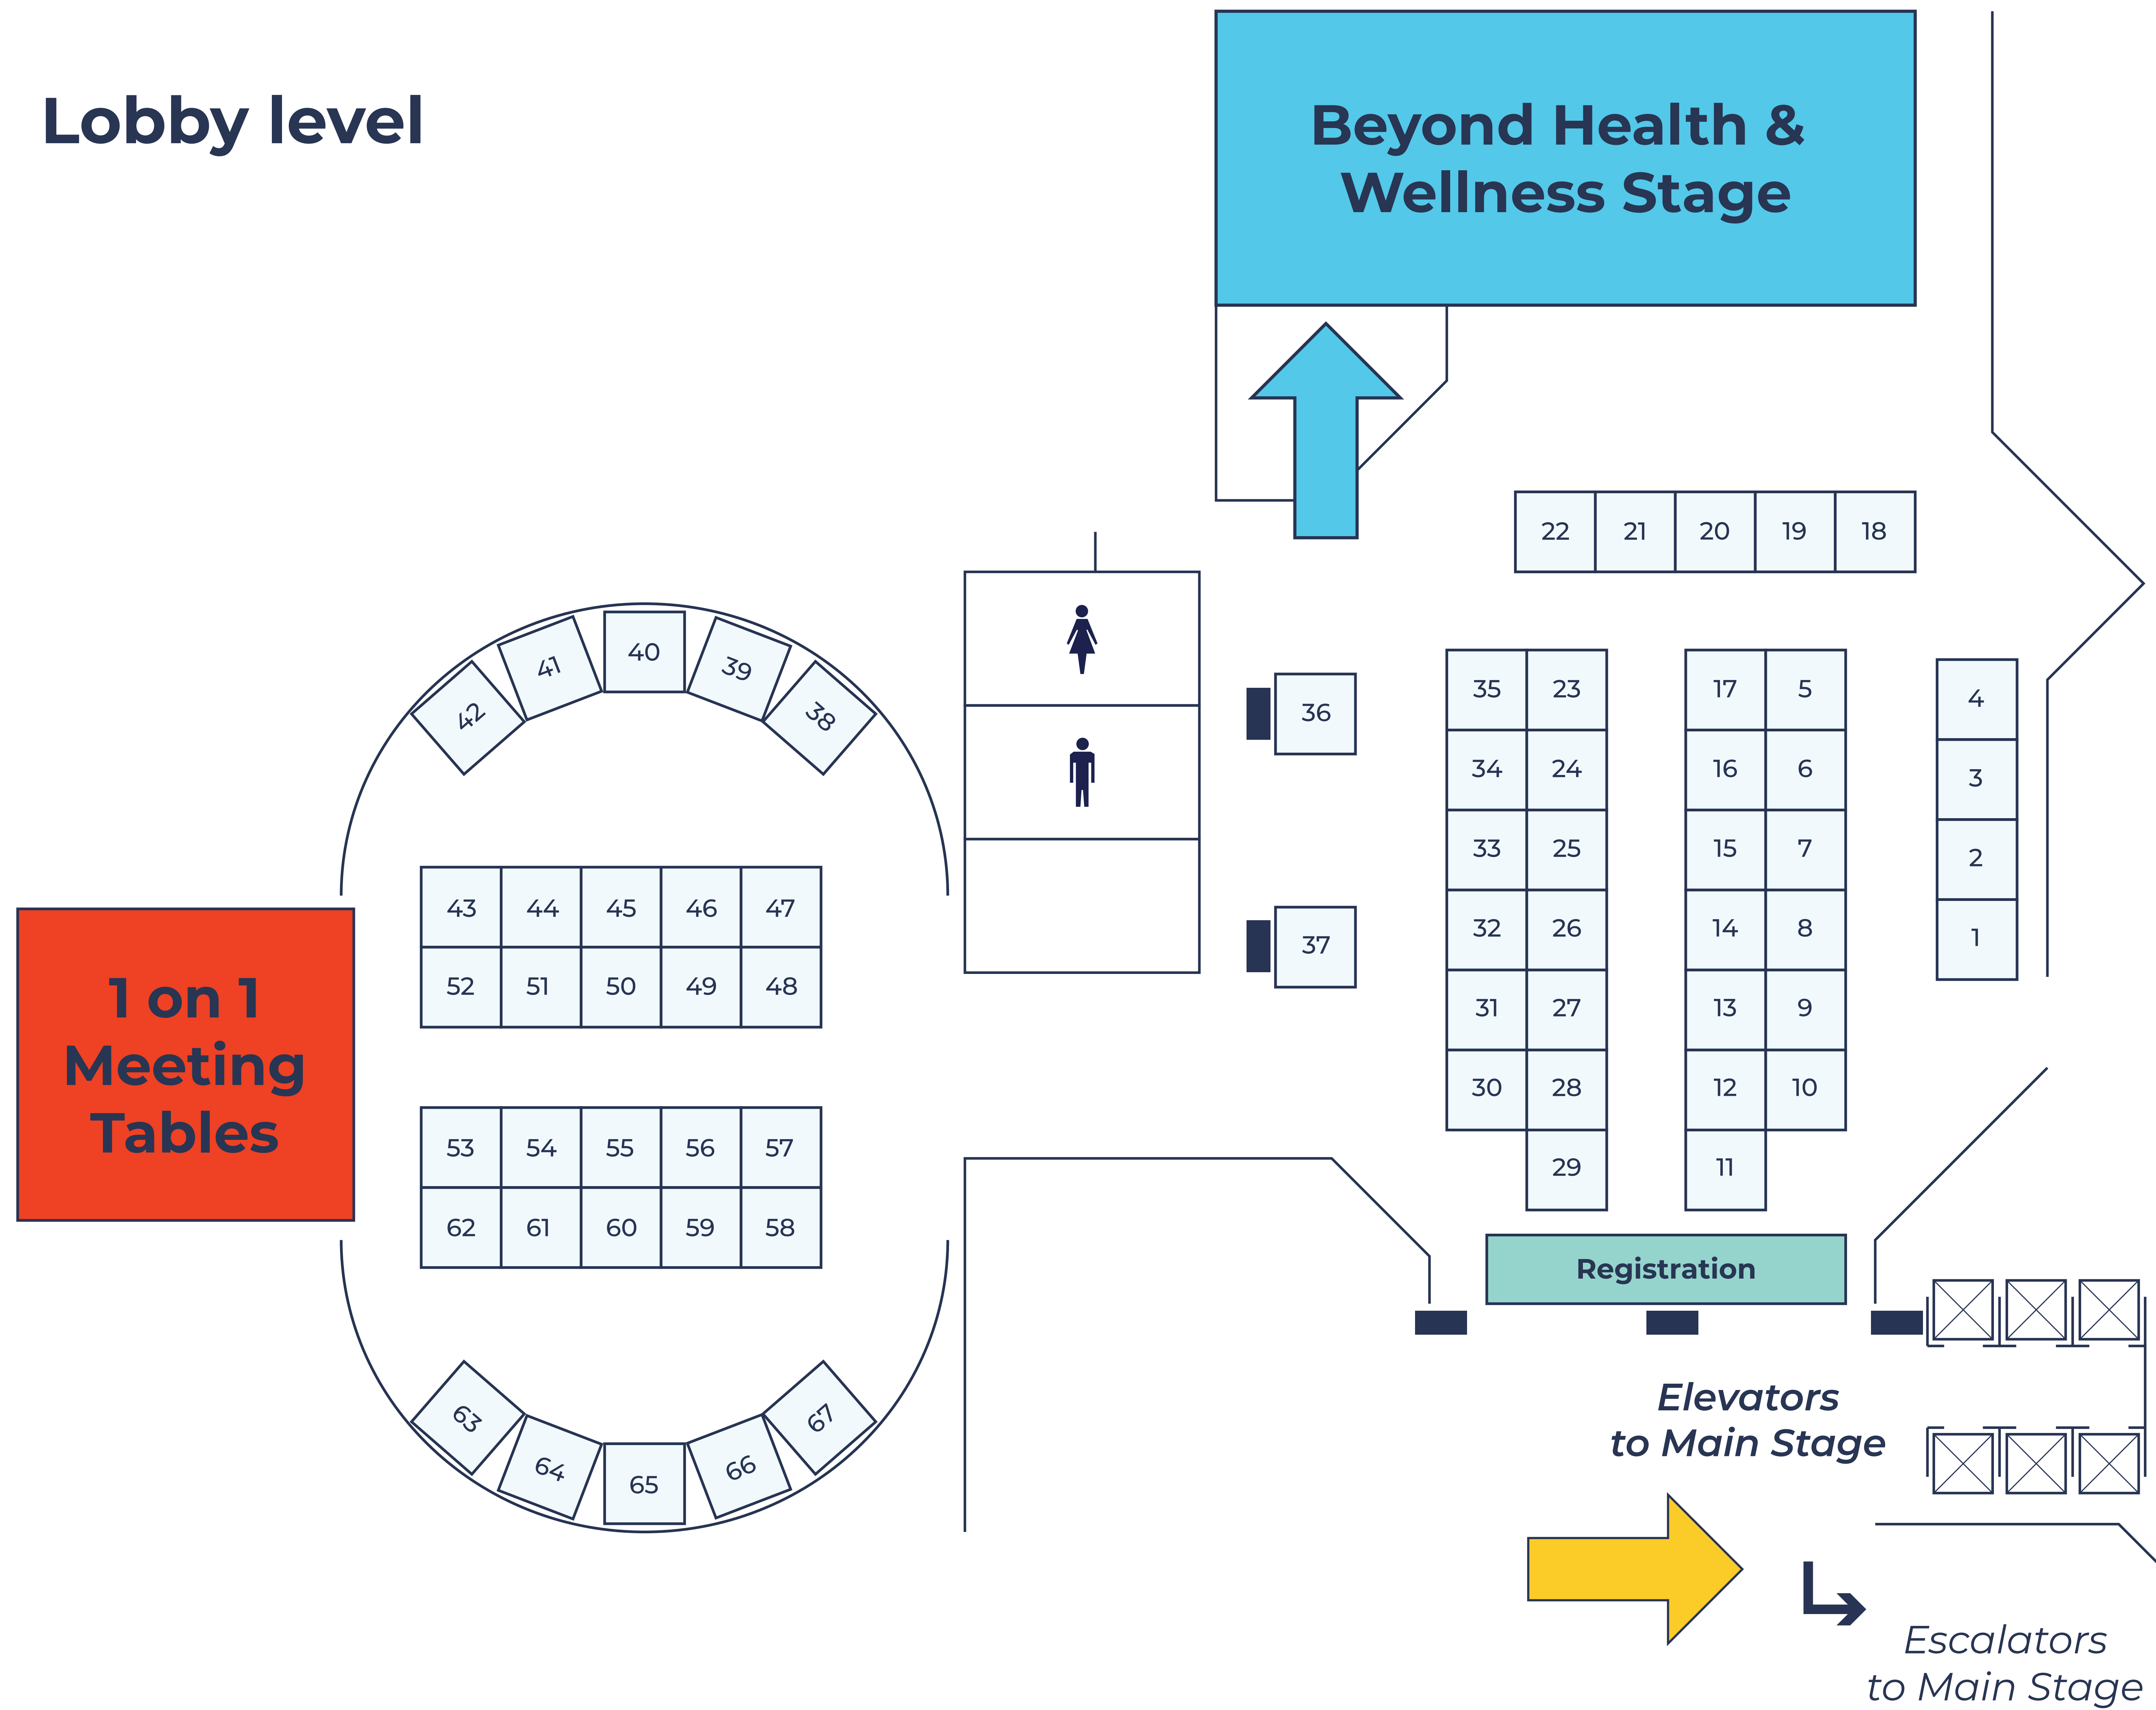 Lobby level
Beyond Health &
Wellness Stage
22 21 20 19 18
42 41 40 39 38
36
37
35 23
34 24
33 25
32 26
31 27
30 28
29
17 5
16 6
15 7
14 8
13 9
12 10
11
4
3
2
1
43 44 45 46 47
52 51 50 49 48
1 on 1
Meeting
Tables
53 54 55 56 57
62 61 60 59 58
63 64 65 66 67
Registration
Elevators
to Main Stage
Escalators
to Main Stage